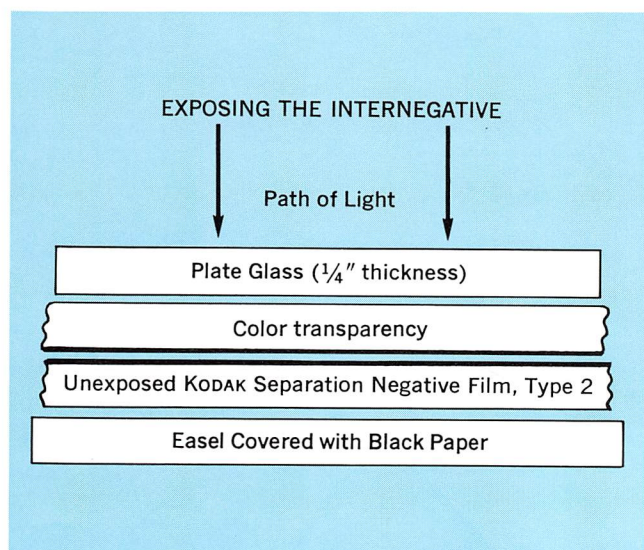 EXPOSING THE INTERNEGATIVE
Path of Light
Plate Glass (¼″ thickness)
Color transparency
Unexposed KODAK Separation Negative Film, Type 2
Easel Covered with Black Paper